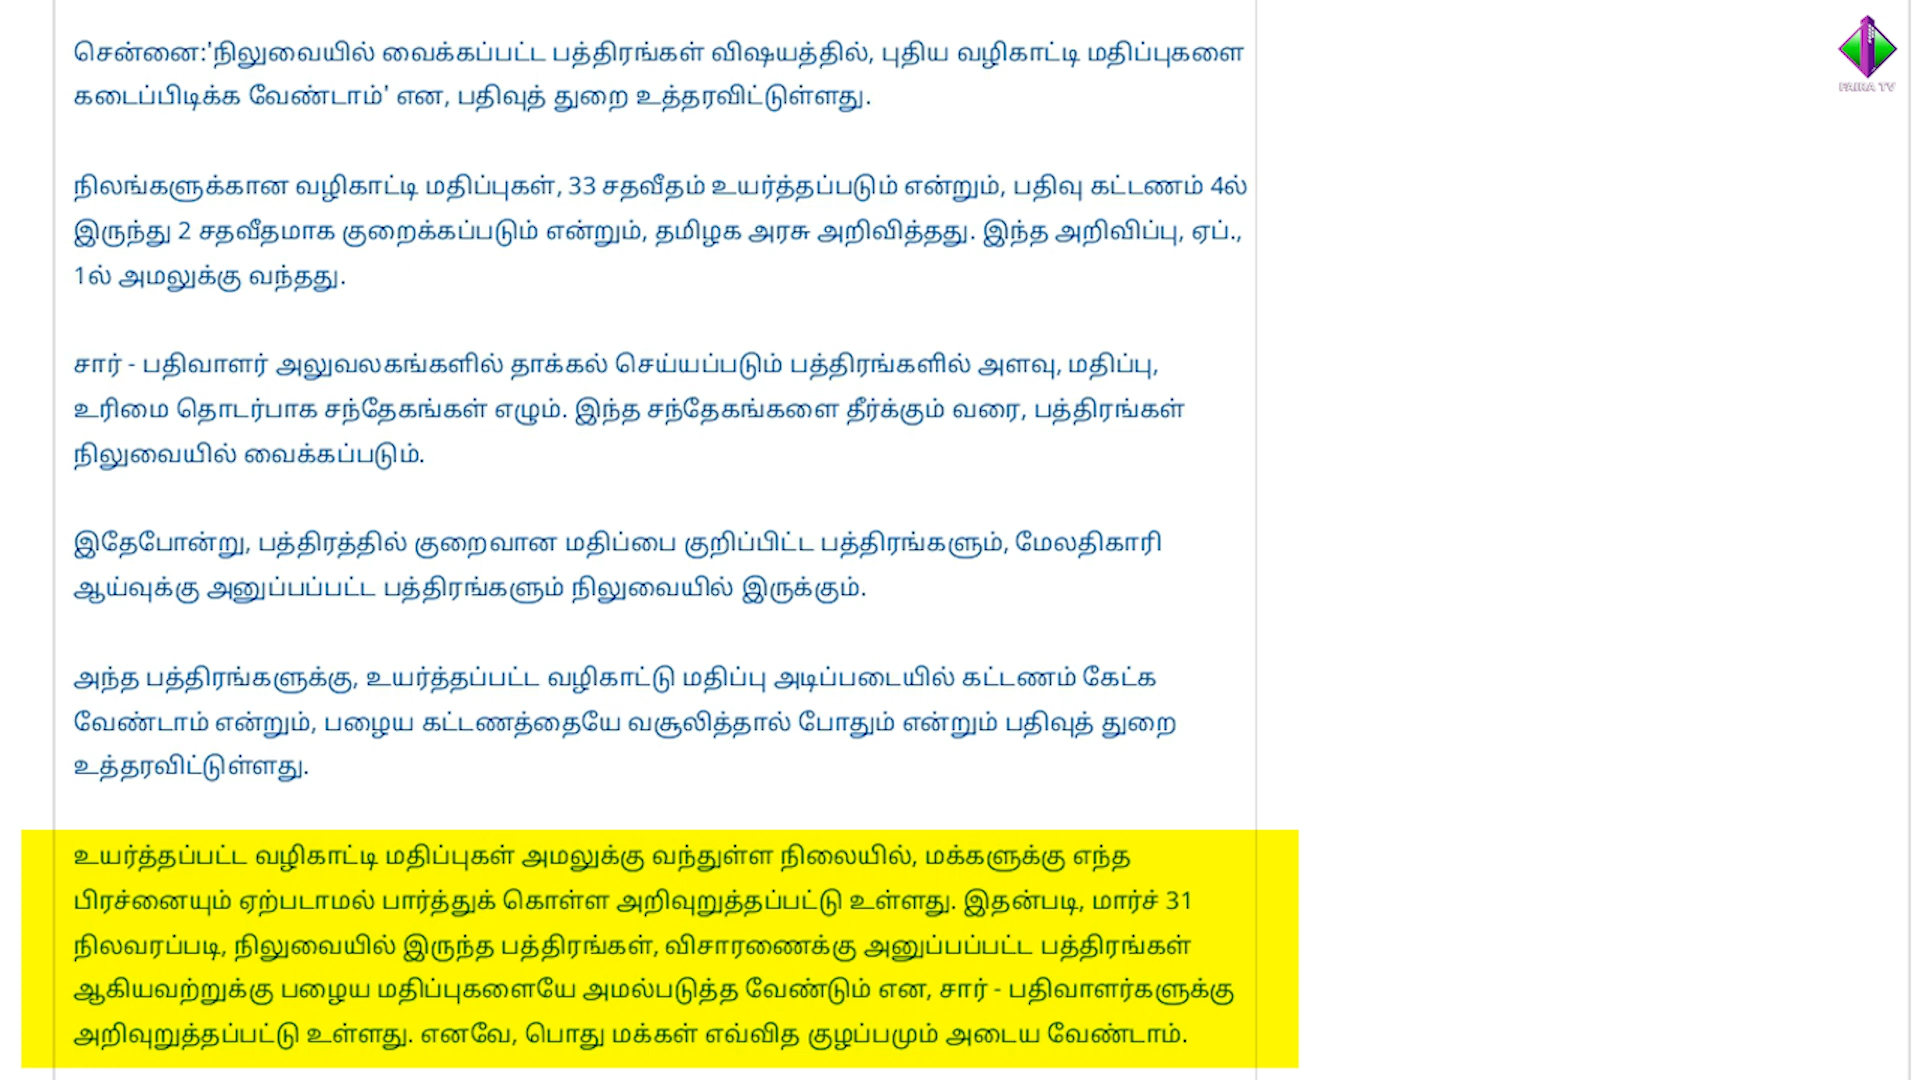 சென்னை:'நிலுவையில் வைக்கப்பட்ட பத்திரங்கள் விஷயத்தில், புதிய வழிகாட்டி மதிப்புகளை
கடைப்பிடிக்க வேண்டாம்' என, பதிவுத் துறை உத்தரவிட்டுள்ளது.
நிலங்களுக்கான வழிகாட்டி மதிப்புகள், 33 சதவீதம் உயர்த்தப்படும் என்றும், பதிவு கட்டணம் 4ல்
இருந்து 2 சதவீதமாக குறைக்கப்படும் என்றும், தமிழக அரசு அறிவித்தது. இந்த அறிவிப்பு, ஏப்.,
1ல் அமலுக்கு வந்தது.
சார் - பதிவாளர் அலுவலகங்களில் தாக்கல் செய்யப்படும் பத்திரங்களில் அளவு, மதிப்பு,
உரிமை தொடர்பாக சந்தேகங்கள் எழும். இந்த சந்தேகங்களை தீர்க்கும் வரை, பத்திரங்கள்
நிலுவையில் வைக்கப்படும்.
இதேபோன்று, பத்திரத்தில் குறைவான மதிப்பை குறிப்பிட்ட பத்திரங்களும், மேலதிகாரி
ஆய்வுக்கு அனுப்பப்பட்ட பத்திரங்களும் நிலுவையில் இருக்கும்.
அந்த பத்திரங்களுக்கு, உயர்த்தப்பட்ட வழிகாட்டு மதிப்பு அடிப்படையில் கட்டணம் கேட்க
வேண்டாம் என்றும், பழைய கட்டணத்தையே வசூலித்தால் போதும் என்றும் பதிவுத் துறை
உத்தரவிட்டுள்ளது.
உயர்த்தப்பட்ட வழிகாட்டி மதிப்புகள் அமலுக்கு வந்துள்ள நிலையில், மக்களுக்கு எந்த
பிரச்னையும் ஏற்படாமல் பார்த்துக் கொள்ள அறிவுறுத்தப்பட்டு உள்ளது. இதன்படி, மார்ச் 31
நிலவரப்படி, நிலுவையில் இருந்த பத்திரங்கள், விசாரணைக்கு அனுப்பப்பட்ட பத்திரங்கள்
ஆகியவற்றுக்கு பழைய மதிப்புகளையே அமல்படுத்த வேண்டும் என, சார் - பதிவாளர்களுக்கு
அறிவுறுத்தப்பட்டு உள்ளது. எனவே, பொது மக்கள் எவ்வித குழப்பமும் அடைய வேண்டாம்.
FAIRA TV